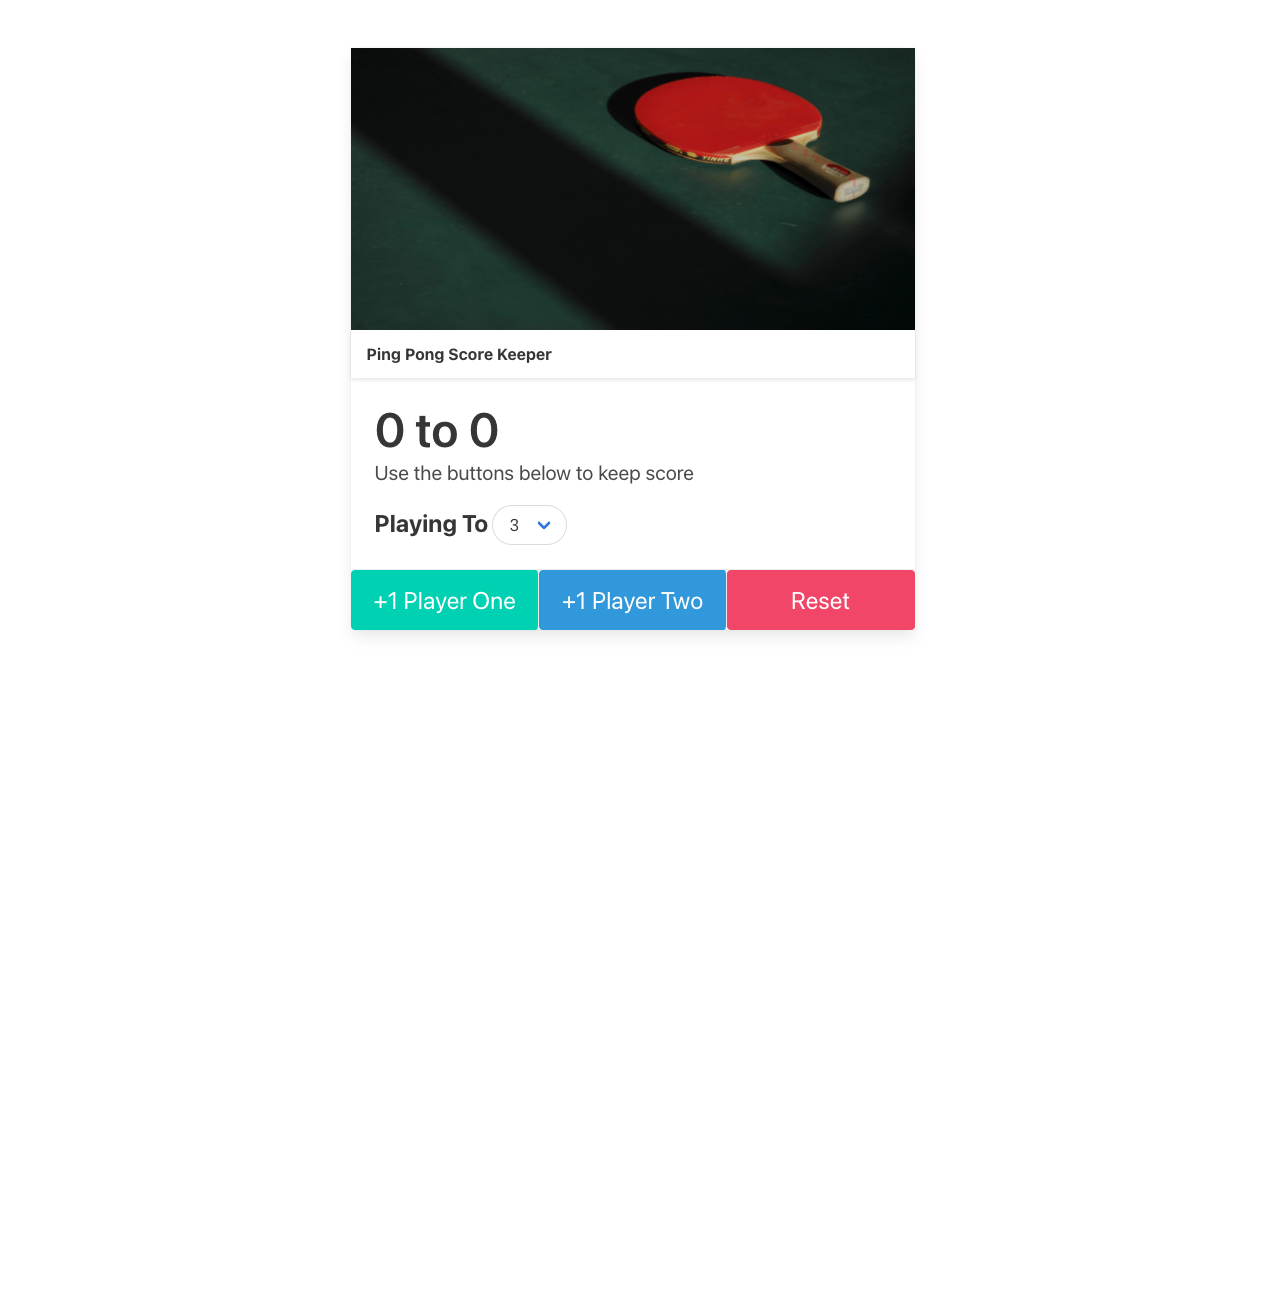 YINHE
Ping Pong Score Keeper
0 to 0
Use the buttons below to keep score
Playing To 3
+1 Player One +1 Player Two Reset